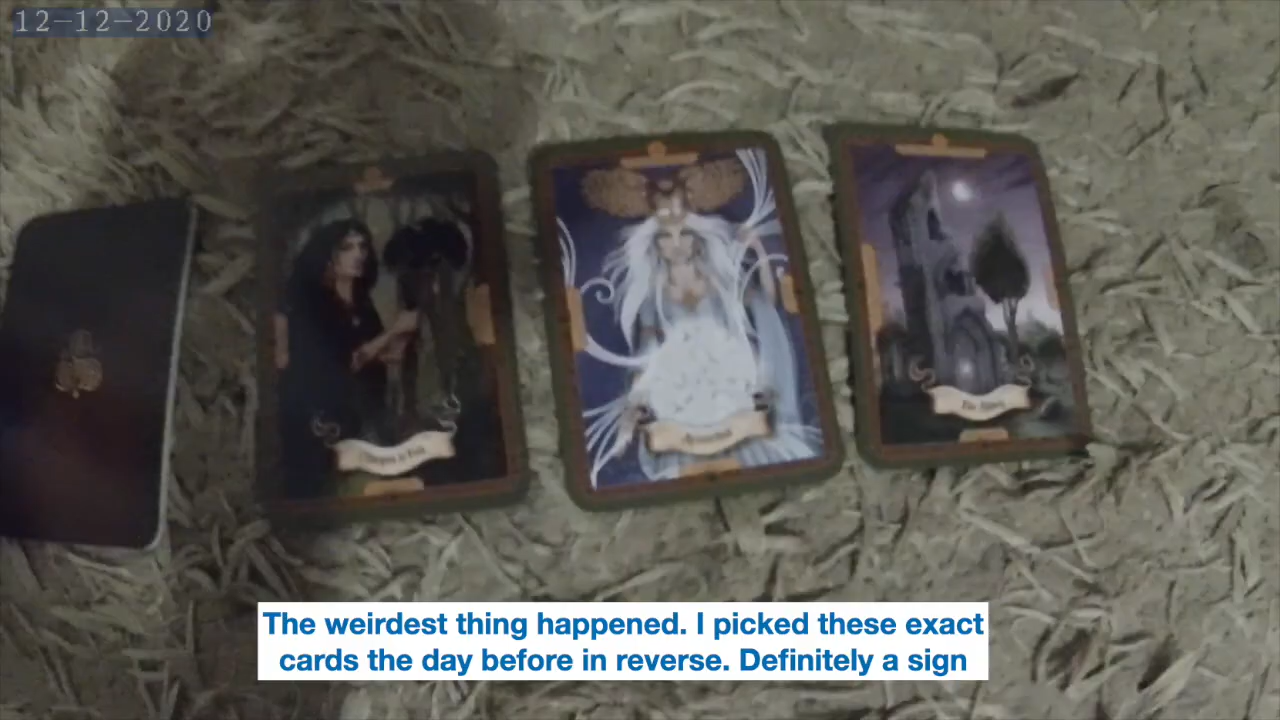 12-12-2020
The weirdest thing happened. I picked these exact
cards the day before in reverse. Definitely a sign